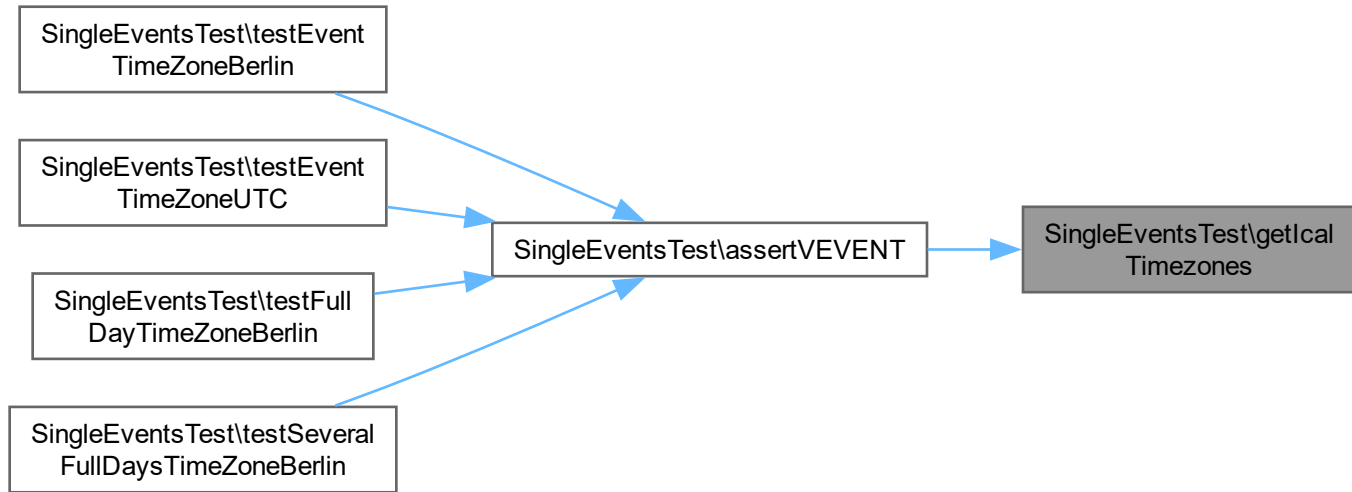 SingleEventsTest\testEvent
TimeZoneBerlin
SingleEventsTest\testEvent
TimeZoneUTC
SingleEventsTest\testFull
DayTimeZoneBerlin
SingleEventsTest\testSeveral
FullDaysTimeZoneBerlin
SingleEventsTest\assertVEVENT
SingleEventsTest\getIcal
Timezones